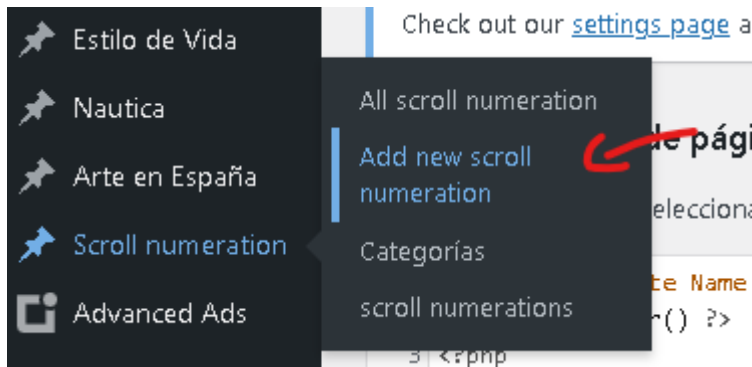 Estilo de Vida
Nautica
Arte en España
Scroll numeration
Advanced Ads
All scroll numeration
Add new scroll
numeration
Categorías
scroll numerations
Check out our settings page a
de pági
eleccion
te Name
r() ?>
3 <?php